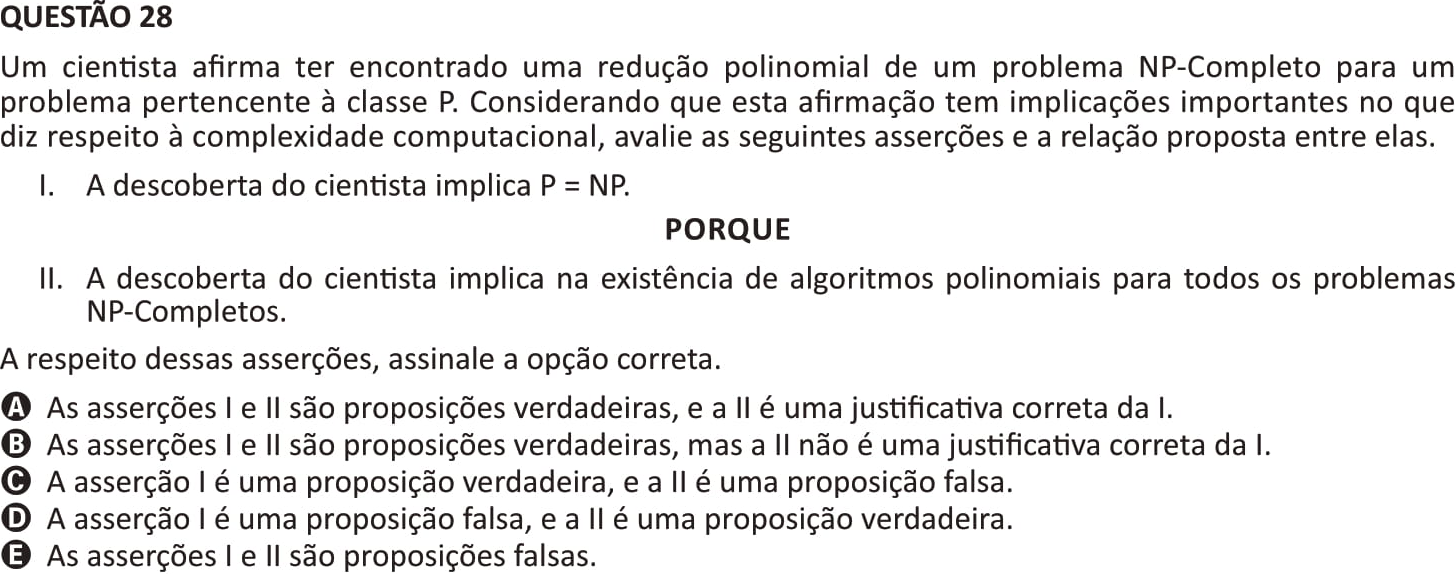 QUESTÃO 28
Um cientista afirma ter encontrado uma redução polinomial de um problema NP-Completo para um
problema pertencente à classe P. Considerando que esta afirmação tem implicações importantes no que
diz respeito à complexidade computacional, avalie as seguintes asserções e a relação proposta entre elas.
I. A descoberta do cientista implica P = NP.
PORQUE
II. A descoberta do cientista implica na existência de algoritmos polinomiais para todos os problemas
NP-Completos.
A respeito dessas asserções, assinale a opção correta.
A As asserções I e II são proposições verdadeiras, e a II é uma justificativa correta da I.
B As asserções I e II são proposições verdadeiras, mas a II não é uma justificativa correta da I.
C A asserção I é uma proposição verdadeira, e a II é uma proposição falsa.
D A asserção I é uma proposição falsa, e a II é uma proposição verdadeira.
E As asserções I e II são proposições falsas.